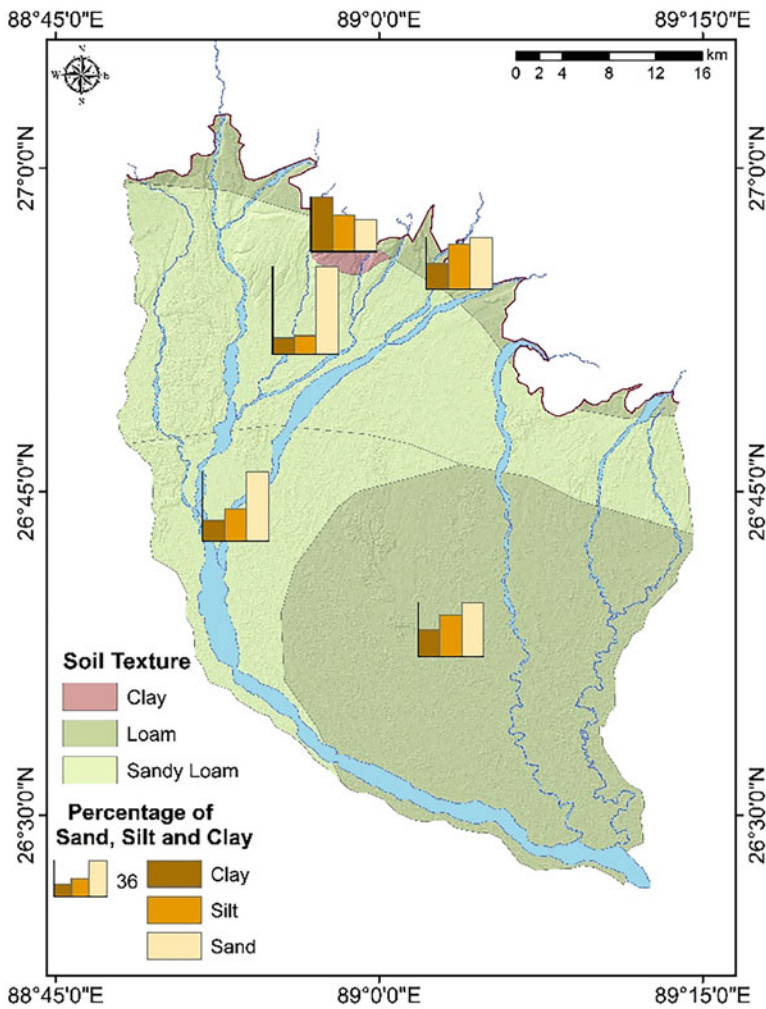 88°45'0"E 89°0'0"E 89°15'0"E
N
W E
S
km
0 2 4 8 12 16
27°0'0"N 27°0'0"N
26°45'0"N 26°45'0"N
26°30'0"N 26°30'0"N
Soil Texture
Clay
Loam
Sandy Loam
Percentage of
Sand, Silt and Clay
36
Clay
Silt
Sand
88°45'0"E 89°0'0"E 89°15'0"E